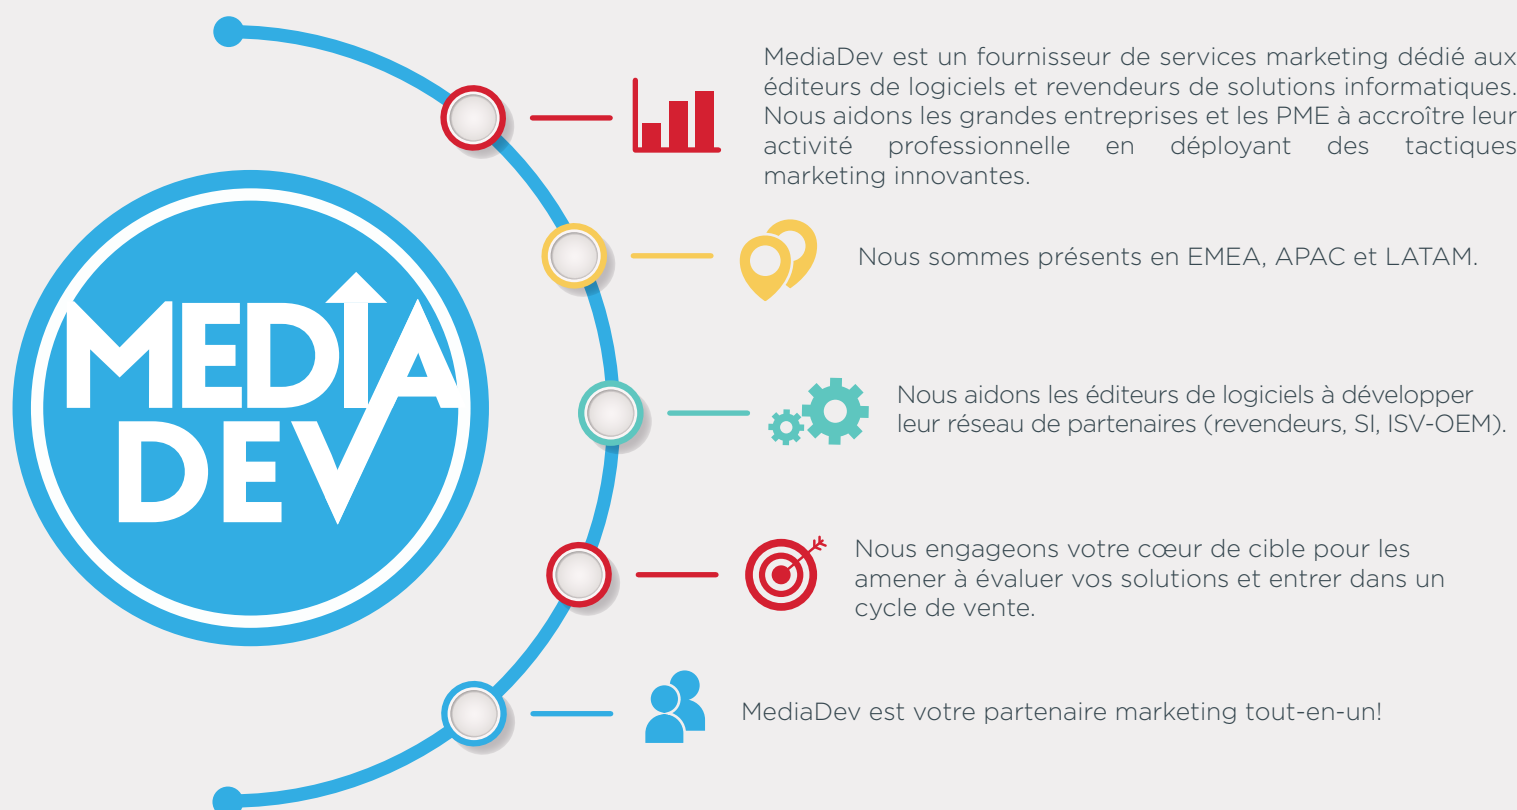 MEDIA
DEV
MediaDev est un fournisseur de services marketing dédié aux
éditeurs de logiciels et revendeurs de solutions informatiques.
Nous aidons les grandes entreprises et les PME à accroître leur
activité professionnelle en déployant des tactiques
marketing innovantes.
Nous sommes présents en EMEA, APAC et LATAM.
Nous aidons les éditeurs de logiciels à développer
leur réseau de partenaires (revendeurs, SI, ISV-OEM).
Nous engageons votre cœur de cible pour les
amener à évaluer vos solutions et entrer dans un
cycle de vente.
MediaDev est votre partenaire marketing tout-en-un!